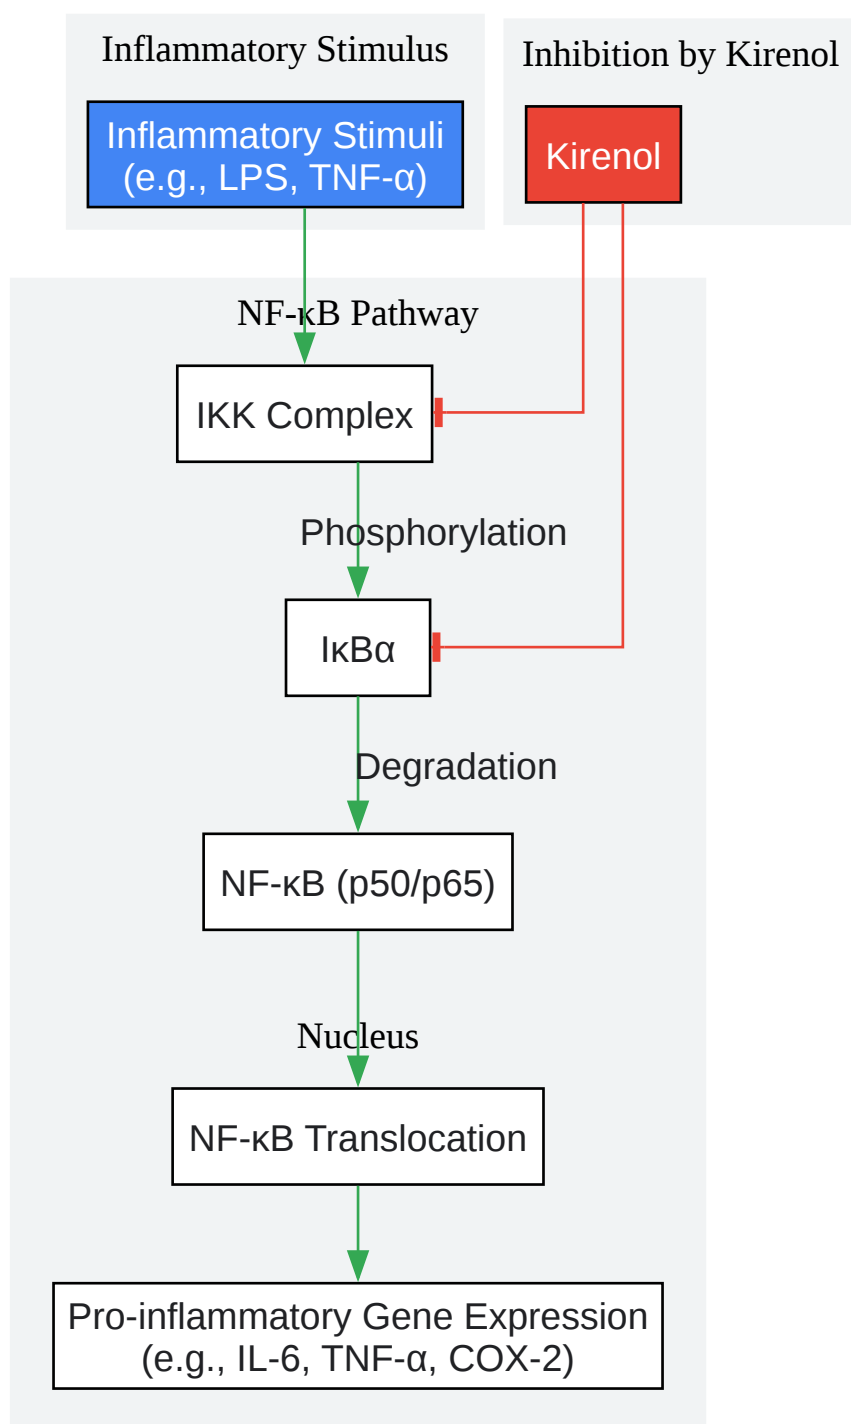 Inflammatory Stimulus
Inflammatory Stimuli
(e.g., LPS, TNF-α)
Inhibition by Kirenol
Kirenol
NF-κB Pathway
IKK Complex
Phosphorylation
IκBα
Degradation
NF-κB (p50/p65)
Nucleus
NF-κB Translocation
Pro-inflammatory Gene Expression
(e.g., IL-6, TNF-α, COX-2)